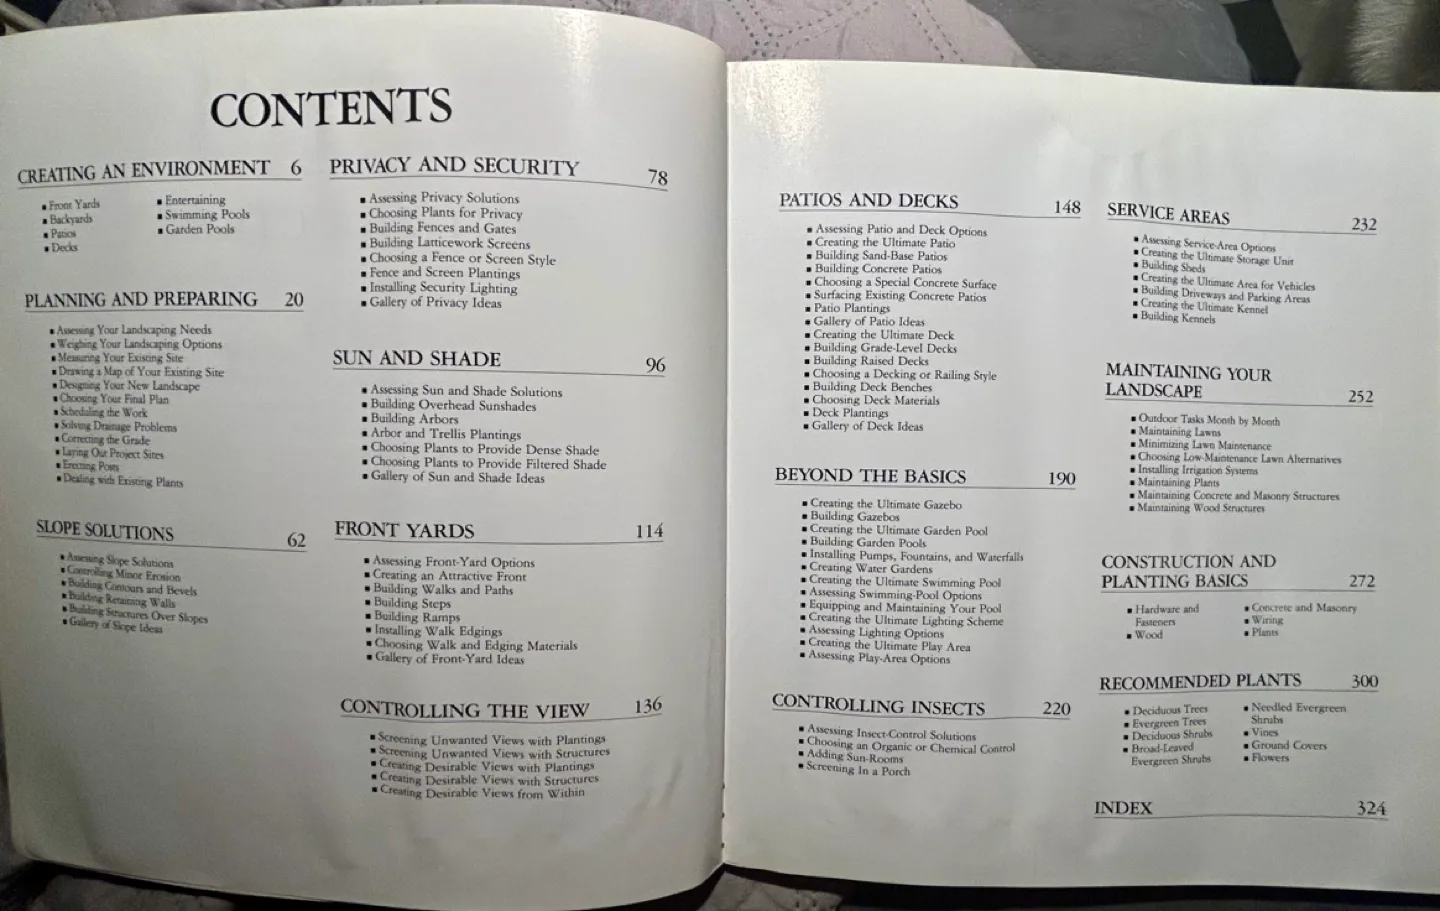 CONTENTS
CREATING AN ENVIRONMENT 6
▪ Front Yards
▪ Backyards
▪ Patios
▪ Decks
▪ Entertaining
▪ Swimming Pools
▪ Garden Pools
PLANNING AND PREPARING 20
▪ Assessing Your Landscaping Needs
▪ Weighing Your Landscaping Options
▪ Measuring Your Existing Site
▪ Drawing a Map of Your Existing Site
▪ Designing Your New Landscape
▪ Choosing Your Final Plan
▪ Scheduling the Work
▪ Solving Drainage Problems
▪ Correcting the Grade
▪ Laying Out Project Sites
▪ Erecting Posts
▪ Dealing with Existing Plants
SLOPE SOLUTIONS 62
▪ Assessing Slope Solutions
▪ Controlling Minor Erosion
▪ Building Contours and Bevels
▪ Building Retaining Walls
▪ Building Structures Over Slopes
▪ Gallery of Slope Ideas
PRIVACY AND SECURITY 78
▪ Assessing Privacy Solutions
▪ Choosing Plants for Privacy
▪ Building Fences and Gates
▪ Building Latticework Screens
▪ Choosing a Fence or Screen Style
▪ Fence and Screen Plantings
▪ Installing Security Lighting
▪ Gallery of Privacy Ideas
SUN AND SHADE 96
▪ Assessing Sun and Shade Solutions
▪ Building Overhead Sunshades
▪ Building Arbors
▪ Arbor and Trellis Plantings
▪ Choosing Plants to Provide Dense Shade
▪ Choosing Plants to Provide Filtered Shade
▪ Gallery of Sun and Shade Ideas
FRONT YARDS 114
▪ Assessing Front-Yard Options
▪ Creating an Attractive Front
▪ Building Walks and Paths
▪ Building Steps
▪ Building Ramps
▪ Installing Walk Edgings
▪ Choosing Walk and Edging Materials
▪ Gallery of Front-Yard Ideas
CONTROLLING THE VIEW 136
▪ Screening Unwanted Views with Plantings
▪ Screening Unwanted Views with Structures
▪ Creating Desirable Views with Plantings
▪ Creating Desirable Views with Structures
▪ Creating Desirable Views from Within
PATIOS AND DECKS 148
▪ Assessing Patio and Deck Options
▪ Creating the Ultimate Patio
▪ Building Sand-Base Patios
▪ Building Concrete Patios
▪ Choosing a Special Concrete Surface
▪ Surfacing Existing Concrete Patios
▪ Patio Plantings
▪ Gallery of Patio Ideas
▪ Creating the Ultimate Deck
▪ Building Grade-Level Decks
▪ Building Raised Decks
▪ Choosing a Decking or Railing Style
▪ Building Deck Benches
▪ Choosing Deck Materials
▪ Deck Plantings
▪ Gallery of Deck Ideas
BEYOND THE BASICS 190
▪ Creating the Ultimate Gazebo
▪ Building Gazebos
▪ Creating the Ultimate Garden Pool
▪ Building Garden Pools
▪ Installing Pumps, Fountains, and Waterfalls
▪ Creating Water Gardens
▪ Creating the Ultimate Swimming Pool
▪ Assessing Swimming-Pool Options
▪ Equipping and Maintaining Your Pool
▪ Creating the Ultimate Lighting Scheme
▪ Assessing Lighting Options
▪ Creating the Ultimate Play Area
▪ Assessing Play-Area Options
CONTROLLING INSECTS 220
▪ Assessing Insect-Control Solutions
▪ Choosing an Organic or Chemical Control
▪ Adding Sun-Rooms
▪ Screening In a Porch
SERVICE AREAS 232
▪ Assessing Service-Area Options
▪ Creating the Ultimate Storage Unit
▪ Building Sheds
▪ Creating the Ultimate Area for Vehicles
▪ Building Driveways and Parking Areas
▪ Creating the Ultimate Kennel
▪ Building Kennels
MAINTAINING YOUR
LANDSCAPE 252
▪ Outdoor Tasks Month by Month
▪ Maintaining Lawns
▪ Minimizing Lawn Maintenance
▪ Choosing Low-Maintenance Lawn Alternatives
▪ Installing Irrigation Systems
▪ Maintaining Plants
▪ Maintaining Concrete and Masonry Structures
▪ Maintaining Wood Structures
CONSTRUCTION AND
PLANTING BASICS 272
▪ Hardware and
Fasteners
▪ Wood
▪ Concrete and Masonry
▪ Wiring
▪ Plants
RECOMMENDED PLANTS 300
▪ Deciduous Trees
▪ Evergreen Trees
▪ Deciduous Shrubs
▪ Broad-Leaved
Evergreen Shrubs
▪ Needled Evergreen
Shrubs
▪ Vines
▪ Ground Covers
▪ Flowers
INDEX 324